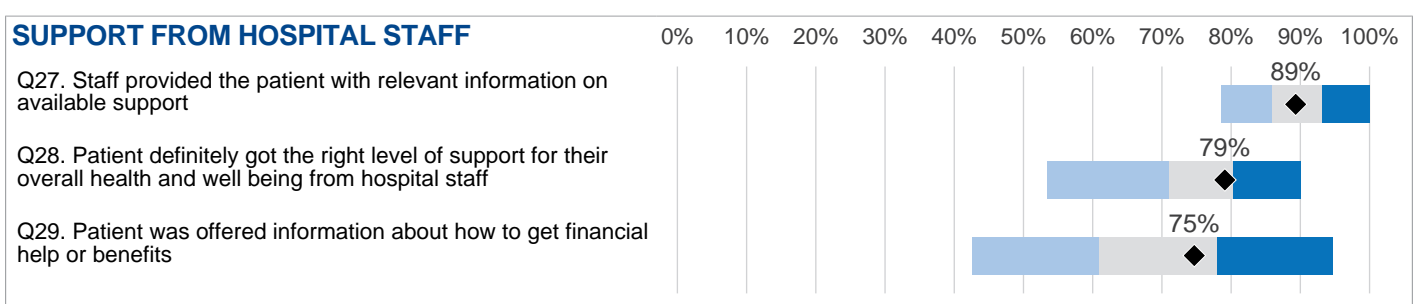 SUPPORT FROM HOSPITAL STAFF
0% 10% 20% 30% 40% 50% 60% 70% 80% 90% 100%
Q27. Staff provided the patient with relevant information on
available support
89%
Q28. Patient definitely got the right level of support for their
overall health and well being from hospital staff
79%
Q29. Patient was offered information about how to get financial
help or benefits
75%